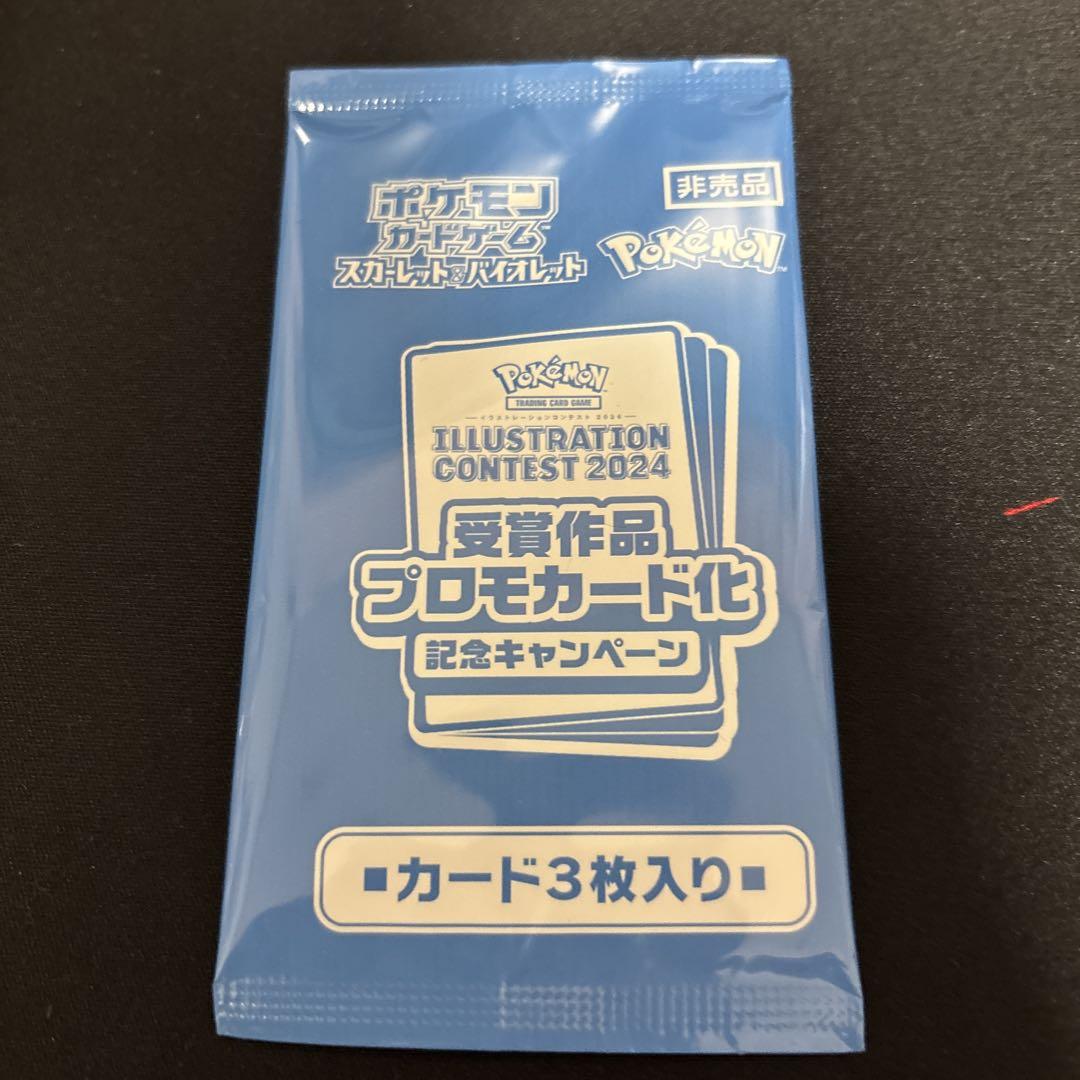 非売品
ポケモン
カードゲーム
スカーレット&バイオレット
Pokémon
Pokémon
TRADING CARD GAME
イラストレーションコンテスト 2024
ILLUSTRATION
CONTEST 2024
受賞作品
プロモカード化
記念キャンペーン
■カード3枚入り■